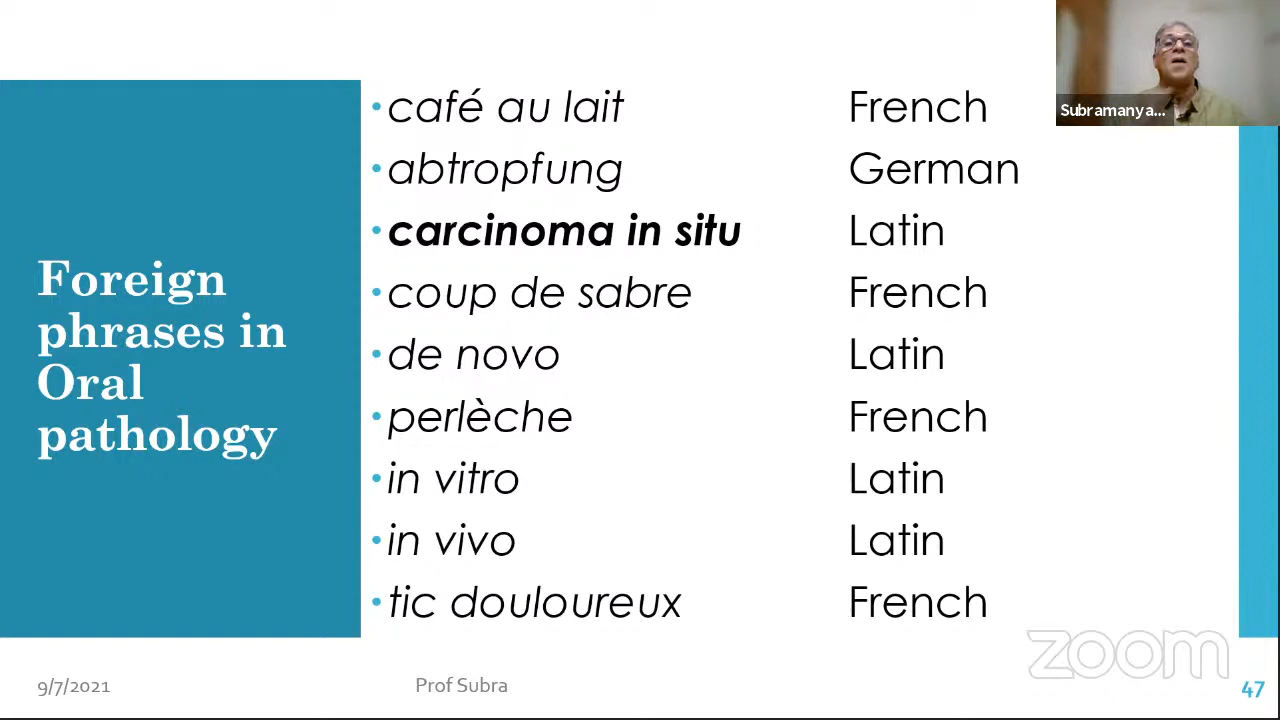 café au lait French
abtropfung German
carcinoma in situ Latin
coup de sabre French
de novo Latin
perlèche French
in vitro Latin
in vivo Latin
tic douloureux French
Foreign
phrases in
Oral
pathology
Subramanya...
zoom
9/7/2021 Prof Subra 47